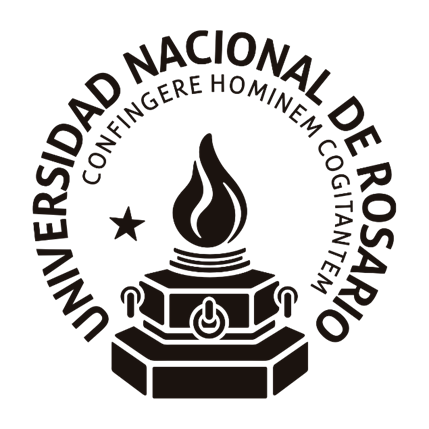 UNIVERSIDAD NACIONAL DE ROSARIO
CONFINGERE HOMINEM COGITANTEM